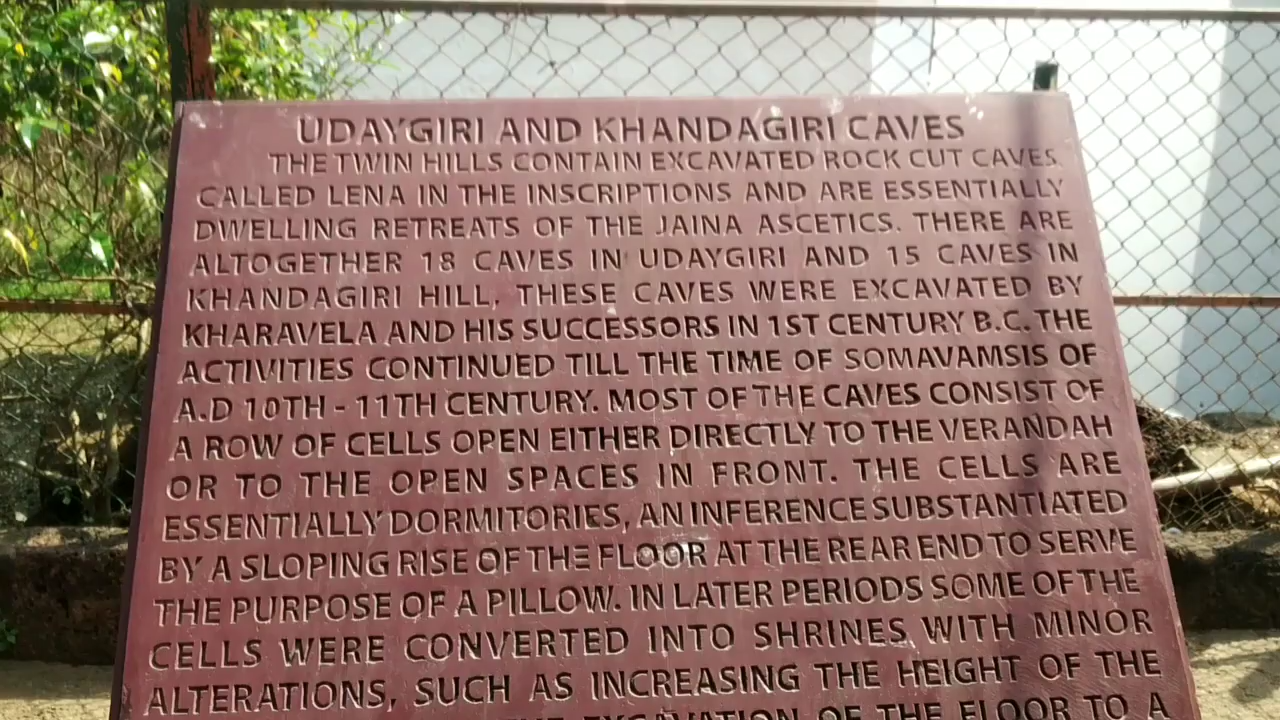 UDAYGIRI AND KHANDAGIRI CAVES
THE TWIN HILLS CONTAIN EXCAVATED ROCK CUT CAVES
CALLED LENA IN THE INSCRIPTIONS AND ARE ESSENTIALLY
DWELLING RETREATS OF THE JAINA ASCETICS. THERE ARE
ALTOGETHER 18 CAVES IN UDAYGIRI AND 15 CAVES IN
KHANDAGIRI HILL. THESE CAVES WERE EXCAVATED BY
KHARAVELA AND HIS SUCCESSORS IN 1ST CENTURY B.C. THE
ACTIVITIES CONTINUED TILL THE TIME OF SOMAVAMSIS OF
A.D 10TH - 11TH CENTURY. MOST OF THE CAVES CONSIST OF
A ROW OF CELLS OPEN EITHER DIRECTLY TO THE VERANDAH
OR TO THE OPEN SPACES IN FRONT. THE CELLS ARE
ESSENTIALLY DORMITORIES, AN INFERENCE SUBSTANTIATED
BY A SLOPING RISE OF THE FLOOR AT THE REAR END TO SERVE
THE PURPOSE OF A PILLOW. IN LATER PERIODS SOME OF THE
CELLS WERE CONVERTED INTO SHRINES WITH MINOR
ALTERATIONS, SUCH AS INCREASING THE HEIGHT OF THE
THE EXCAVATION OF THE FLOOR TO A